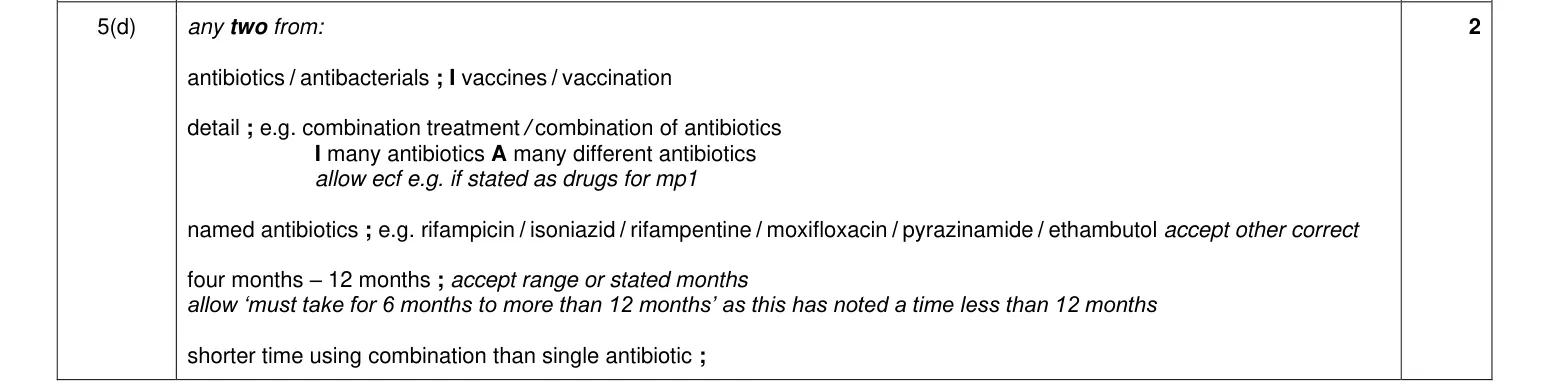 5(d) any two from: 2
antibiotics / antibacterials ; I vaccines / vaccination
detail ; e.g. combination treatment / combination of antibiotics
I many antibiotics A many different antibiotics
allow ecf e.g. if stated as drugs for mp1
named antibiotics ; e.g. rifampicin / isoniazid / rifampentine / moxifloxacin / pyrazinamide / ethambutol accept other correct
four months – 12 months ; accept range or stated months
allow ‘must take for 6 months to more than 12 months’ as this has noted a time less than 12 months
shorter time using combination than single antibiotic ;